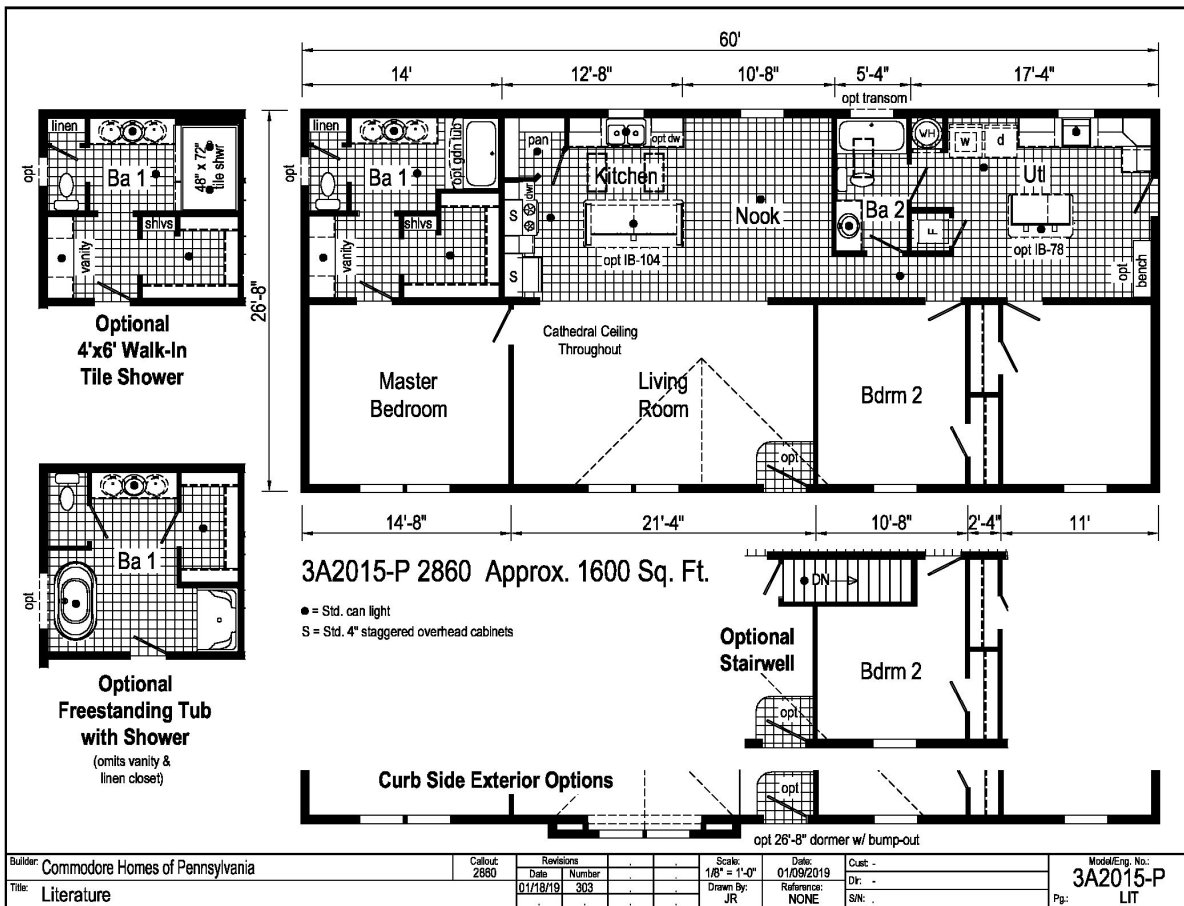 60'
14' 12'-8" 10'-8" 5'-4" 17'-4"
opt transom
linen
opt
Ba 1
48" x 72"
tile shwr
shlvs
vanity
Optional
4'x6' Walk-In
Tile Shower
26'-8"
linen
opt
Ba 1
opt gdn tub
shlvs
vanity
pan
opt dw
Kitchen
dwr
S
S
opt IB-104
Nook
Ba 2
WH
w
d
Utl
F
opt IB-78
opt
bench
Cathedral Ceiling
Throughout
Master
Bedroom
Living
Room
Bdrm 2
opt
14'-8" 21'-4" 10'-8" 2'-4" 11'
Ba 1
opt
Optional
Freestanding Tub
with Shower
(omits vanity &
linen closet)
3A2015-P 2860 Approx. 1600 Sq. Ft.
● = Std. can light
S = Std. 4" staggered overhead cabinets
DN
Optional
Stairwell
Bdrm 2
opt
Curb Side Exterior Options
opt
opt 26'-8" dormer w/ bump-out
Builder: Commodore Homes of Pennsylvania
Title: Literature
Callout:
2860
Revisions
Date Number
01/18/19 303
Scale:
1/8" = 1'-0"
Drawn By:
JR
Date:
01/09/2019
Reference:
NONE
Cust: -
Dlr: -
S/N: .
Model/Eng. No.:
3A2015-P
Pg.: LIT